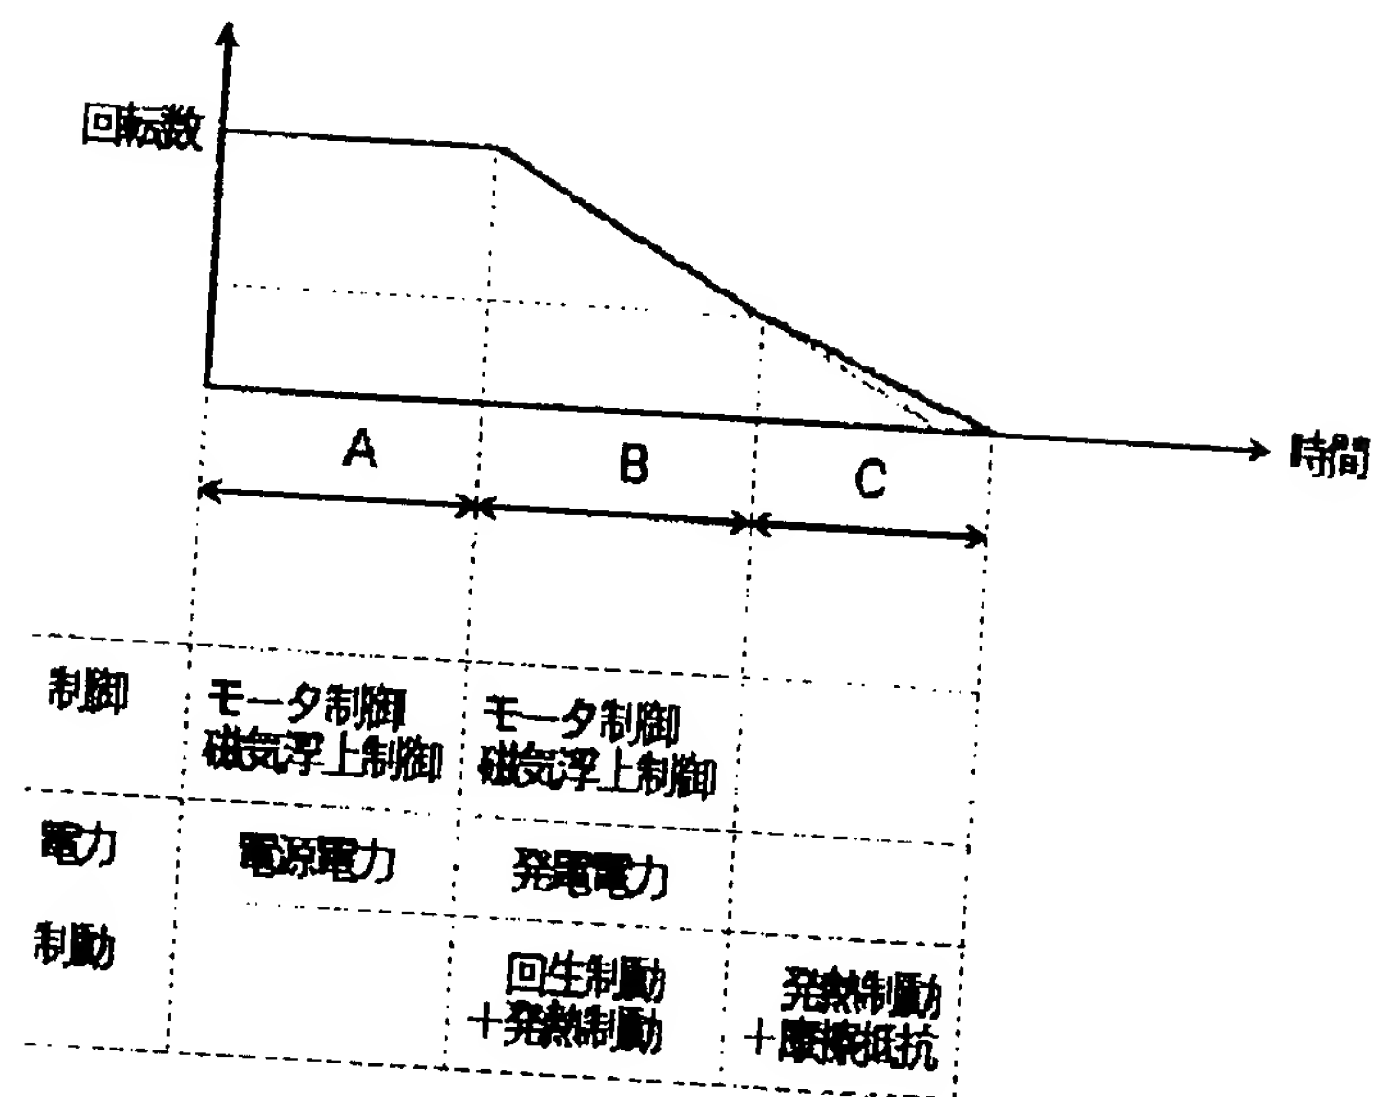 回転数
時間
A
B
C
制御
モータ制御
磁気浮上制御
モータ制御
磁気浮上制御
電力
電源電力
発電電力
制動
回生制動
+発熱制動
発熱制動
+摩擦抵抗